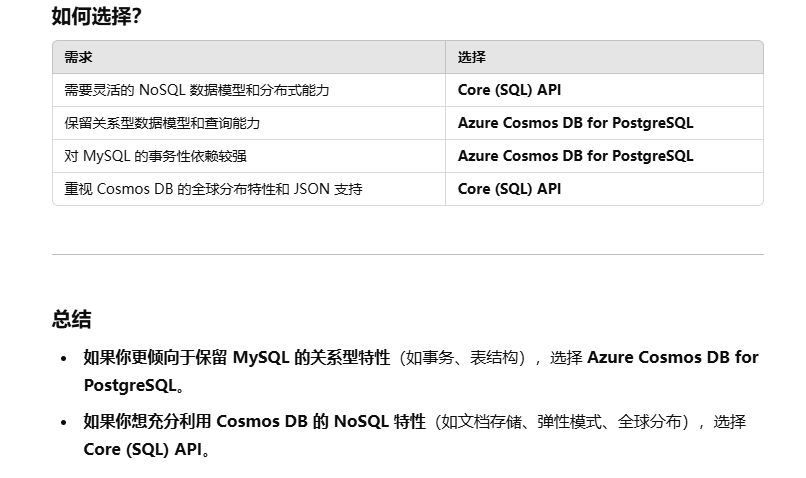 如何选择?
需求 选择
需要灵活的 NoSQL 数据模型和分布式能力 Core (SQL) API
保留关系型数据模型和查询能力 Azure Cosmos DB for PostgreSQL
对 MySQL 的事务性依赖较强 Azure Cosmos DB for PostgreSQL
重视 Cosmos DB 的全球分布特性和 JSON 支持 Core (SQL) API
总结
• 如果你更倾向于保留 MySQL 的关系型特性（如事务、表结构），选择 Azure Cosmos DB for
PostgreSQL。
• 如果你想充分利用 Cosmos DB 的 NoSQL 特性（如文档存储、弹性模式、全球分布），选择
Core (SQL) API。